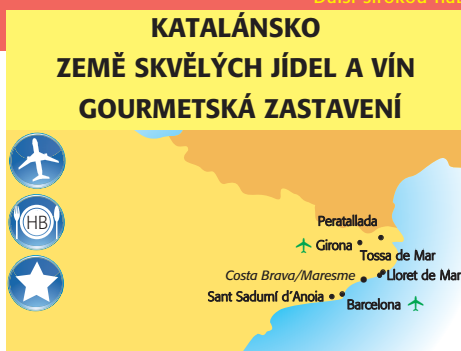 KATALÁNSKO
ZEMĚ SKVĚLÝCH JÍDEL A VÍN
GOURMETSKÁ ZASTAVENÍ
HB
Peratallada
Girona
Tossa de Mar
Costa Brava/Maresme
Lloret de Mar
Sant Sadurní d'Anoia
Barcelona